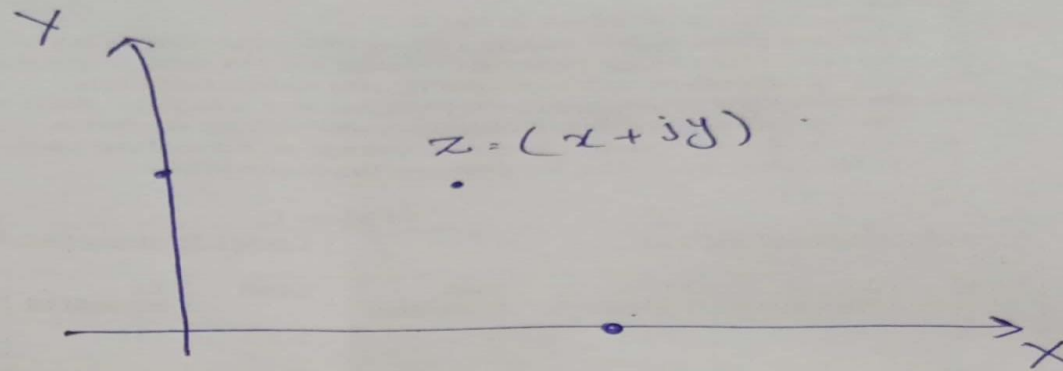 Y
z = (x + jy)
X